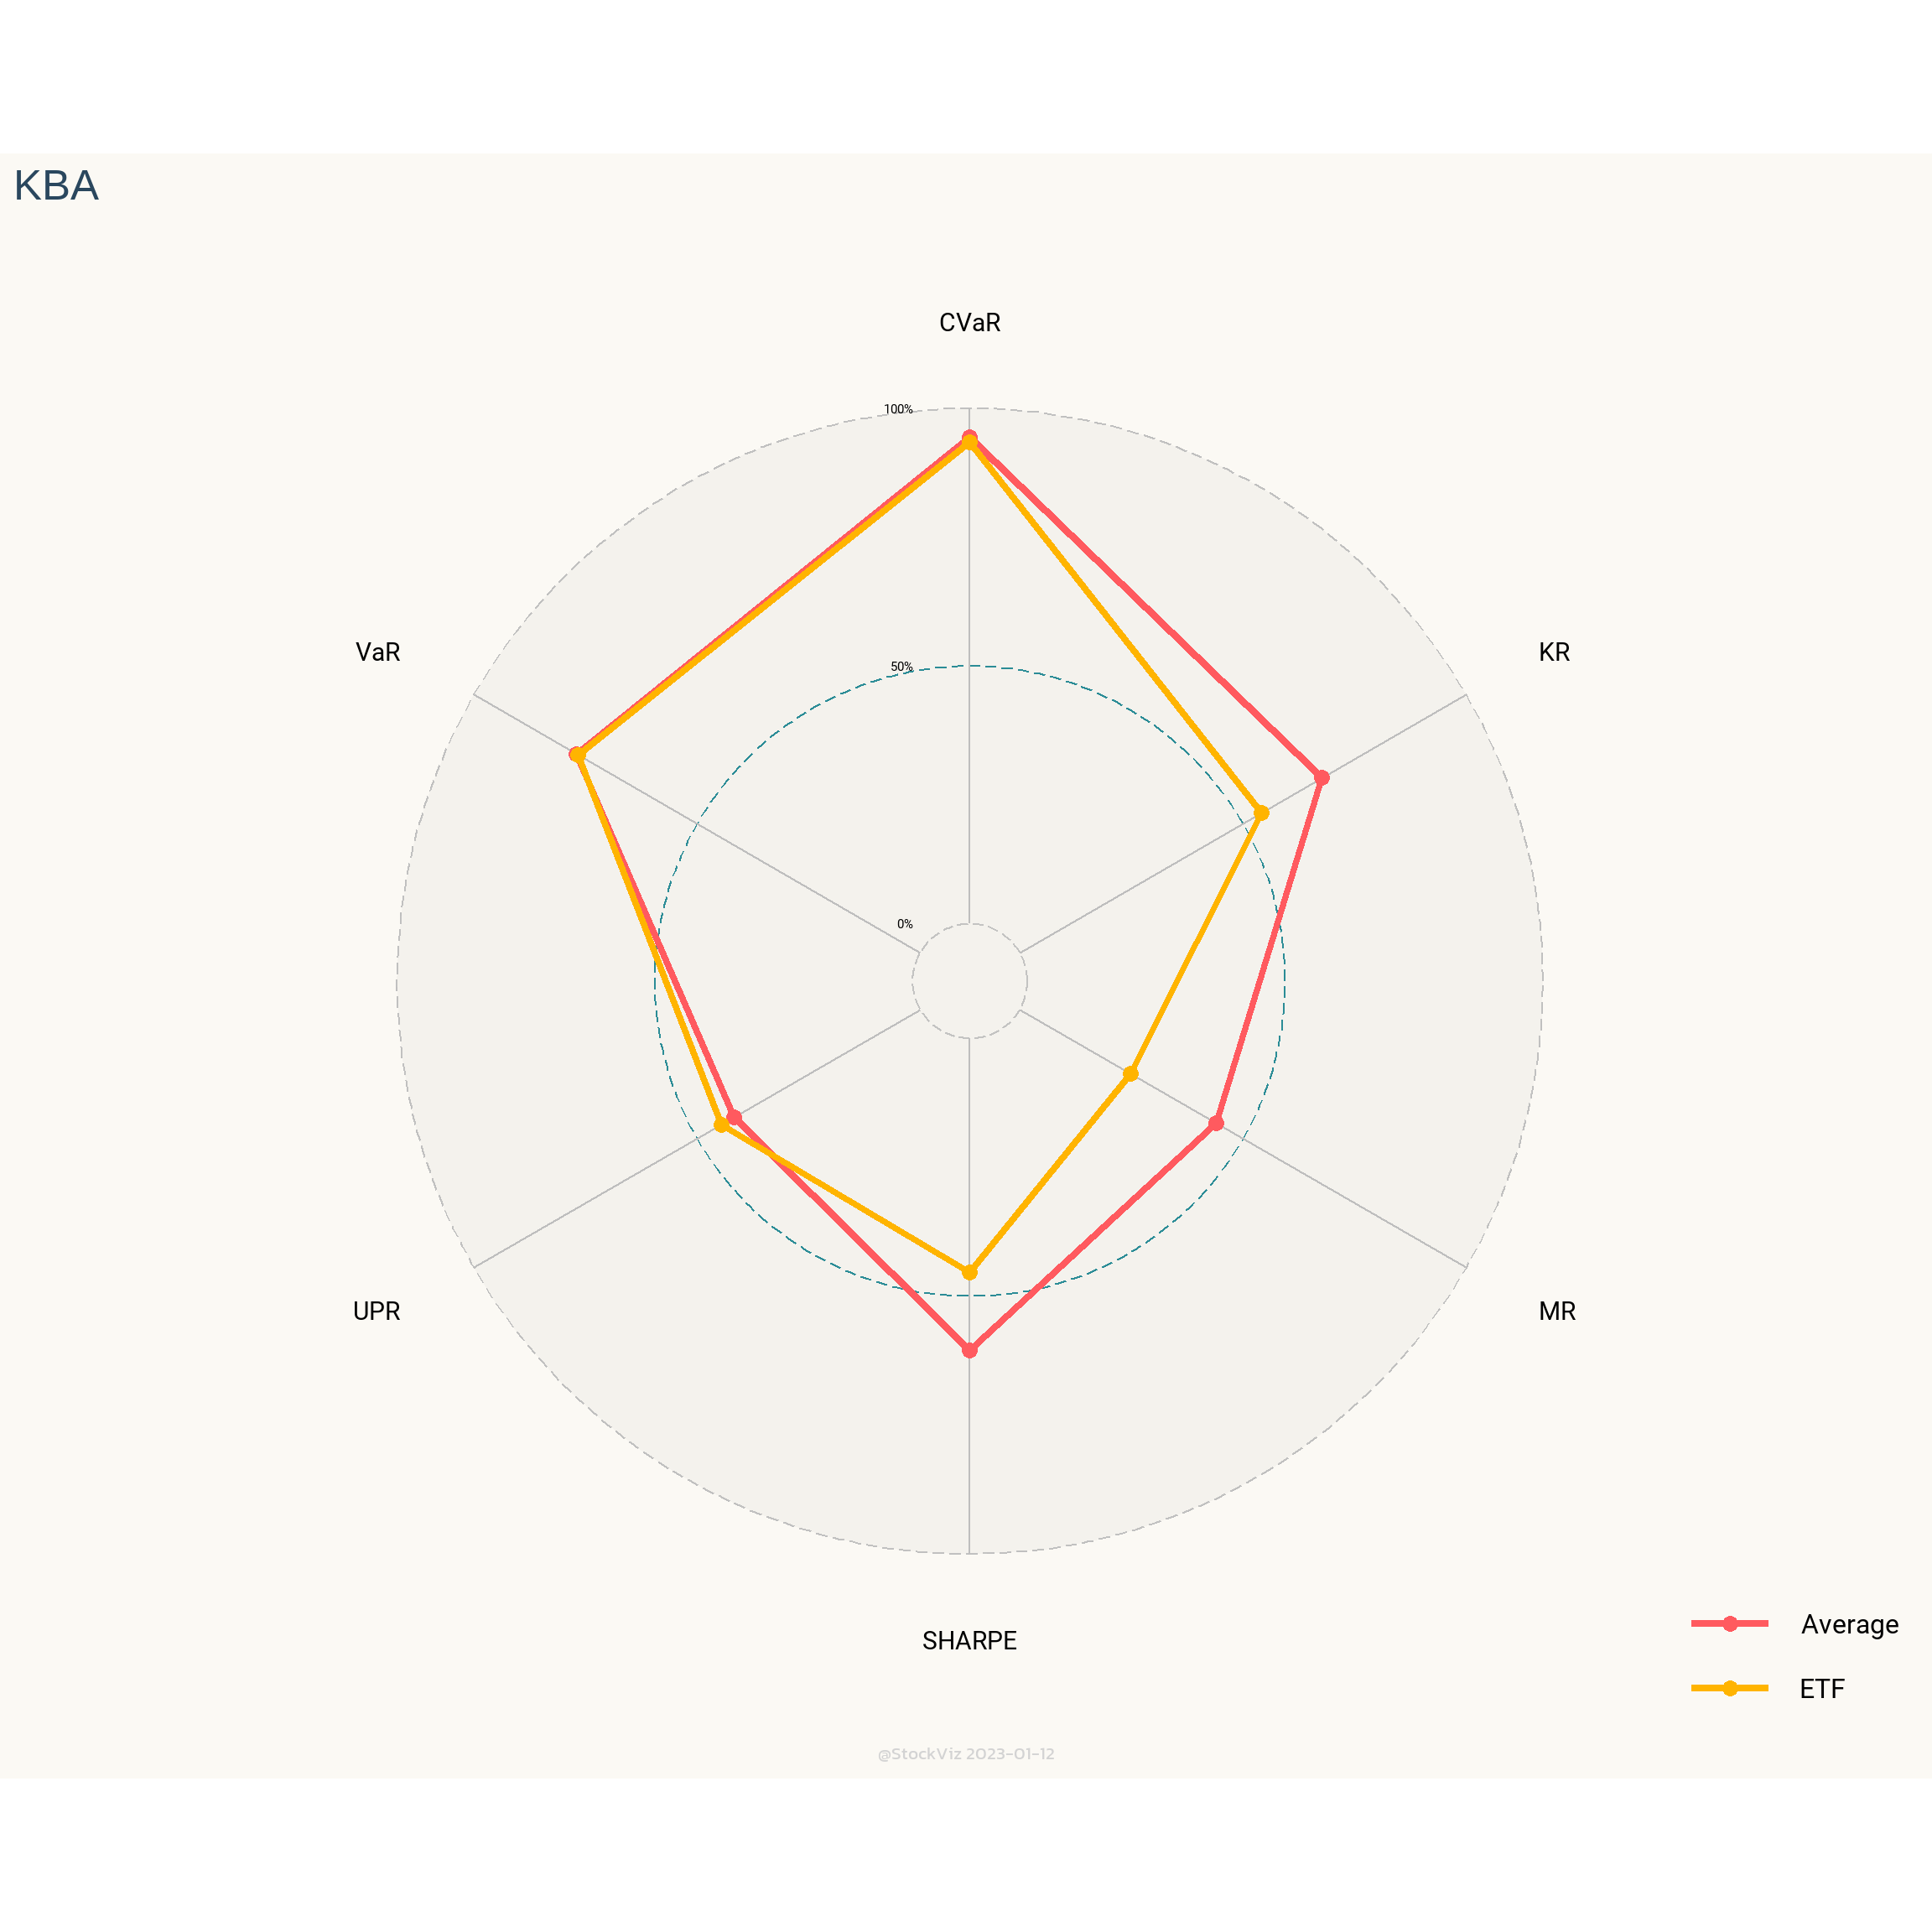 KBA
CVaR
100%
VaR
KR
50%
0%
UPR
MR
SHARPE
Average
ETF
@StockViz 2023-01-12